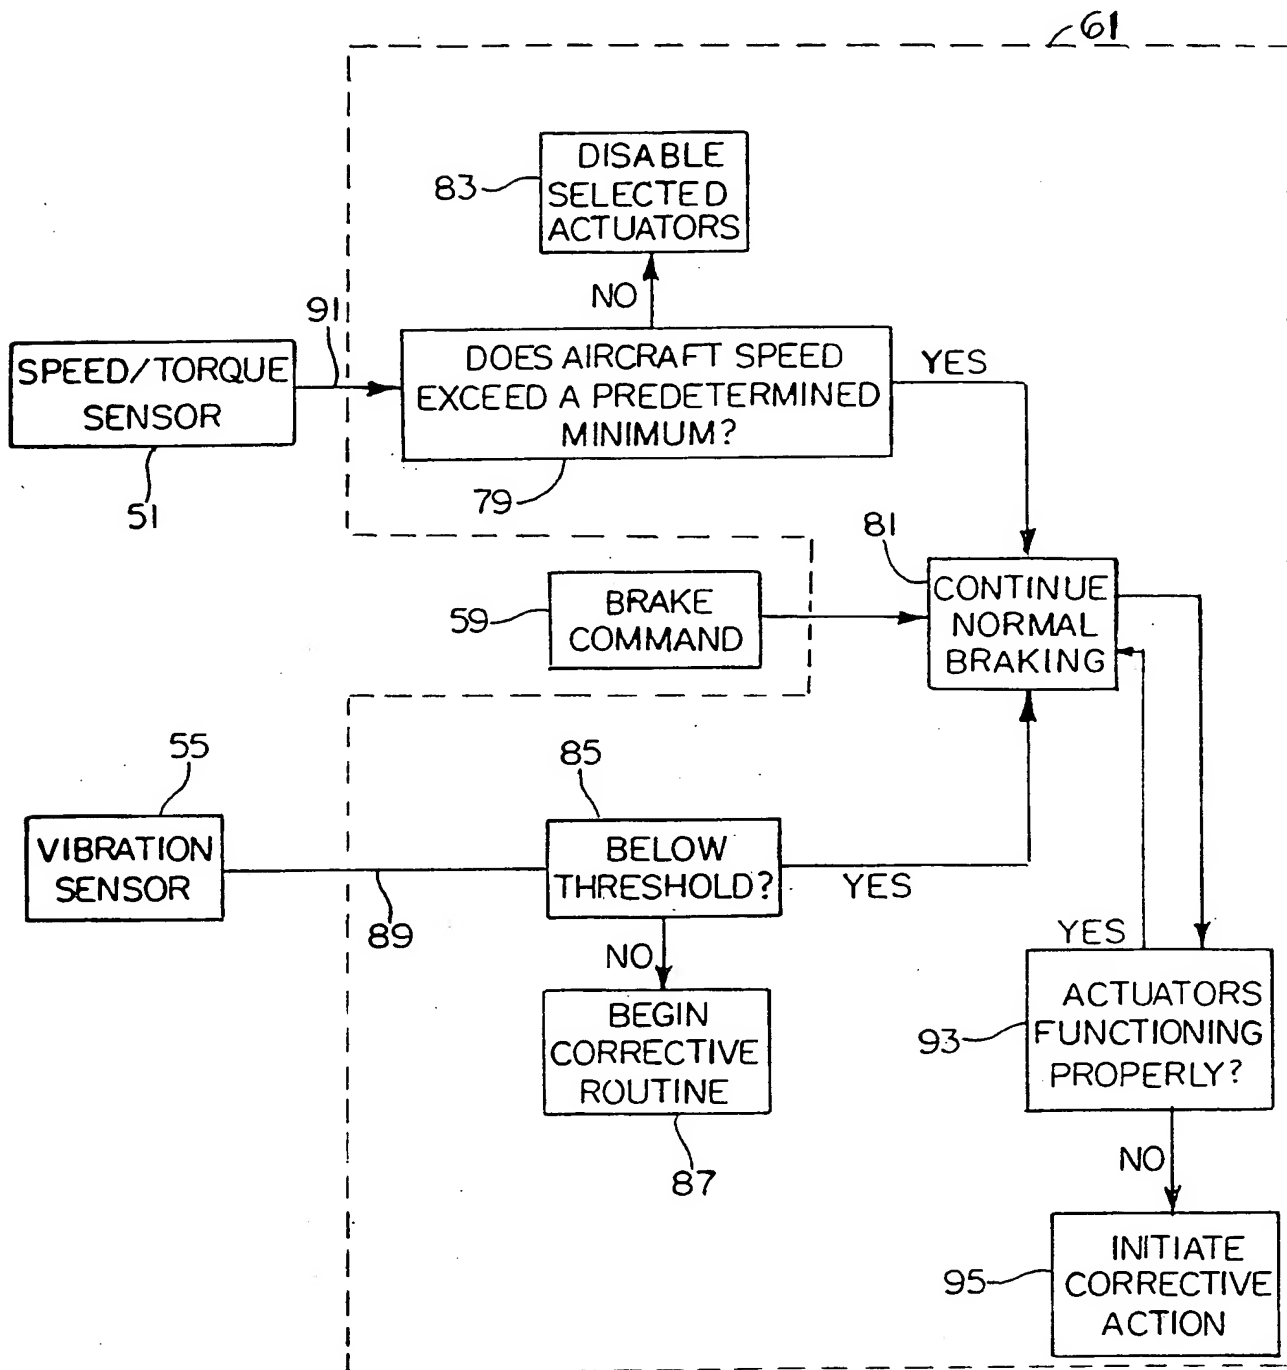 61
DISABLE
SELECTED
ACTUATORS
83
NO
91
SPEED/TORQUE
SENSOR
51
DOES AIRCRAFT SPEED
EXCEED A PREDETERMINED
MINIMUM?
79
YES
81
CONTINUE
NORMAL
BRAKING
59
BRAKE
COMMAND
55
VIBRATION
SENSOR
89
85
BELOW
THRESHOLD?
YES
NO
BEGIN
CORRECTIVE
ROUTINE
87
YES
93
ACTUATORS
FUNCTIONING
PROPERLY?
NO
95
INITIATE
CORRECTIVE
ACTION